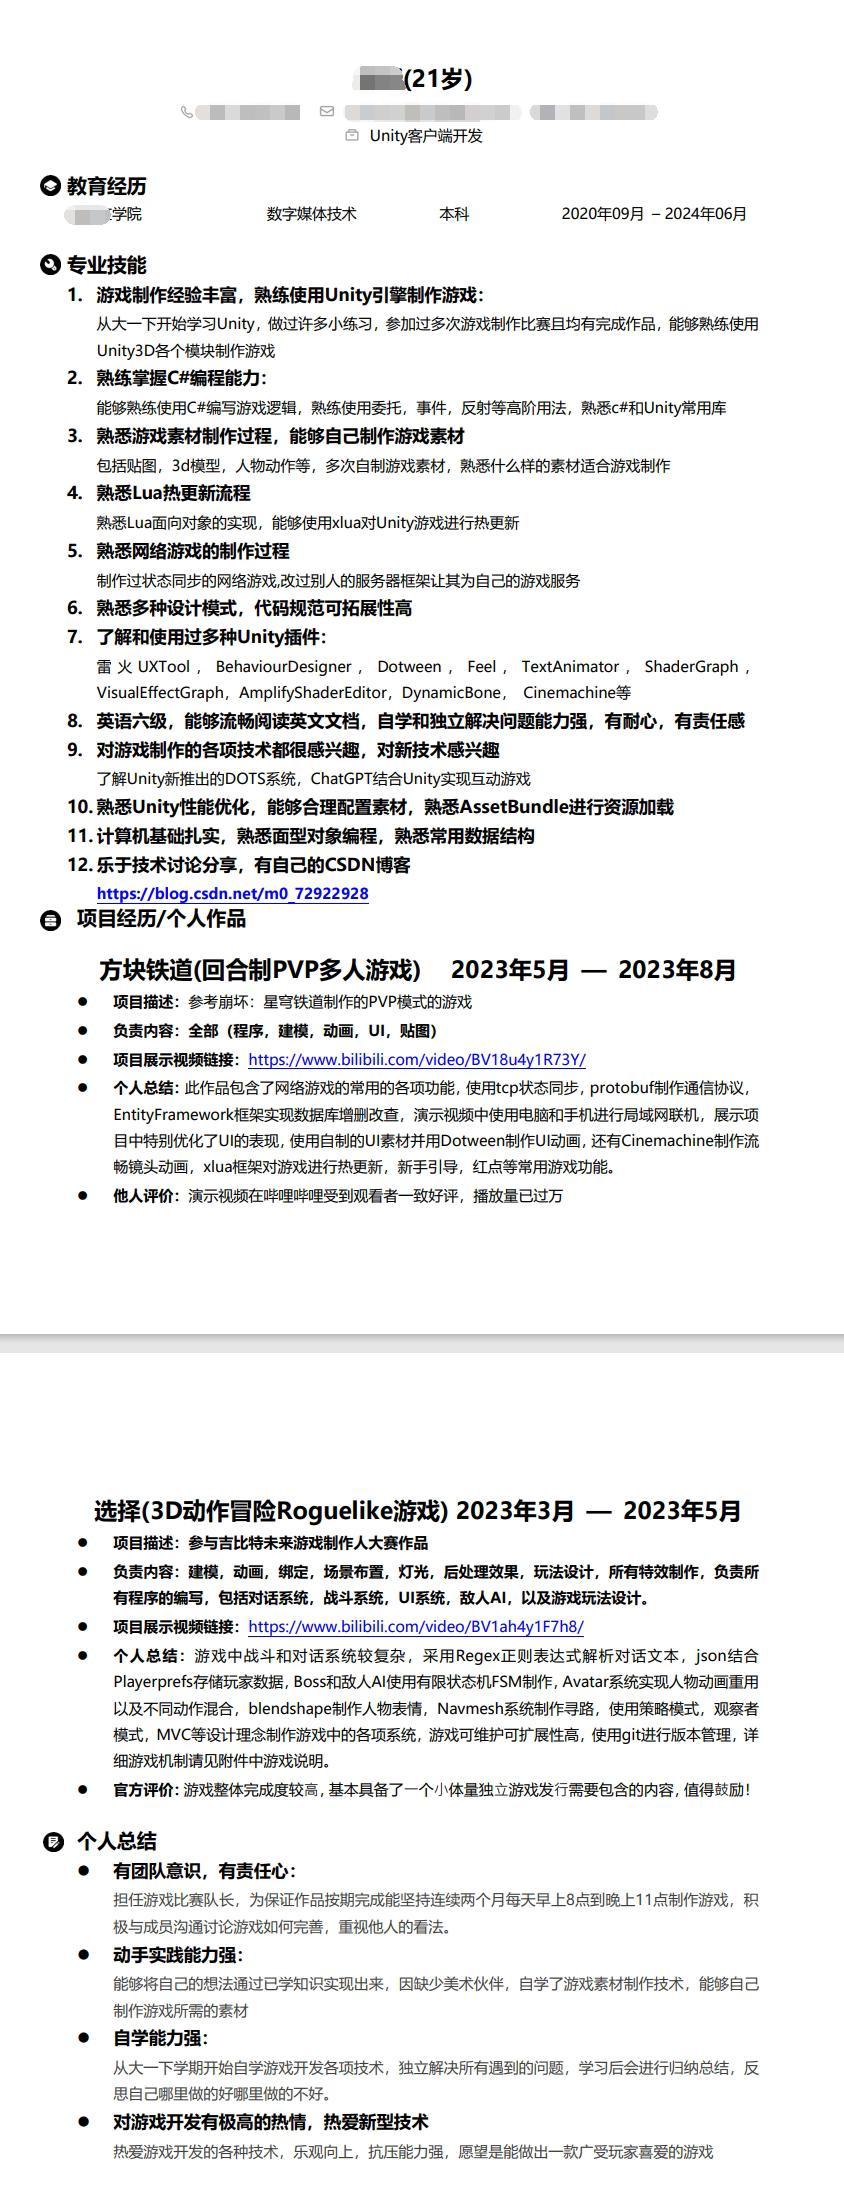 (21岁)
Unity客户端开发
教育经历
学院 数字媒体技术 本科 2020年09月 – 2024年06月
专业技能
1. 游戏制作经验丰富，熟练使用Unity引擎制作游戏：
从大一下开始学习Unity，做过许多小练习，参加过多次游戏制作比赛且均有完成作品，能够熟练使用
Unity3D各个模块制作游戏
2. 熟练掌握C#编程能力：
能够熟练使用C#编写游戏逻辑，熟练使用委托，事件，反射等高阶用法，熟悉c#和Unity常用库
3. 熟悉游戏素材制作过程，能够自己制作游戏素材
包括贴图，3d模型，人物动作等，多次自制游戏素材，熟悉什么样的素材适合游戏制作
4. 熟悉Lua热更新流程
熟悉Lua面向对象的实现，能够使用xlua对Unity游戏进行热更新
5. 熟悉网络游戏的制作过程
制作过状态同步的网络游戏,改过别人的服务器框架让其为自己的游戏服务
6. 熟悉多种设计模式，代码规范可拓展性高
7. 了解和使用过多种Unity插件：
雷火UXTool，BehaviourDesigner，Dotween，Feel，TextAnimator，ShaderGraph，
VisualEffectGraph，AmplifyShaderEditor，DynamicBone， Cinemachine等
8. 英语六级，能够流畅阅读英文文档，自学和独立解决问题能力强，有耐心，有责任感
9. 对游戏制作的各项技术都很感兴趣，对新技术感兴趣
了解Unity新推出的DOTS系统，ChatGPT结合Unity实现互动游戏
10. 熟悉Unity性能优化，能够合理配置素材，熟悉AssetBundle进行资源加载
11. 计算机基础扎实，熟悉面型对象编程，熟悉常用数据结构
12. 乐于技术讨论分享，有自己的CSDN博客
https://blog.csdn.net/m0_72922928
项目经历/个人作品
方块铁道(回合制PVP多人游戏) 2023年5月 — 2023年8月
● 项目描述：参考崩坏：星穹铁道制作的PVP模式的游戏
● 负责内容：全部（程序，建模，动画，UI，贴图）
● 项目展示视频链接：https://www.bilibili.com/video/BV18u4y1R73Y/
● 个人总结：此作品包含了网络游戏的常用的各项功能，使用tcp状态同步，protobuf制作通信协议，
EntityFramework框架实现数据库增删改查，演示视频中使用电脑和手机进行局域网联机，展示项
目中特别优化了UI的表现，使用自制的UI素材并用Dotween制作UI动画，还有Cinemachine制作流
畅镜头动画，xlua框架对游戏进行热更新，新手引导，红点等常用游戏功能。
● 他人评价：演示视频在哔哩哔哩受到观看者一致好评，播放量已过万
选择(3D动作冒险Roguelike游戏) 2023年3月 — 2023年5月
● 项目描述：参与吉比特未来游戏制作人大赛作品
● 负责内容：建模，动画，绑定，场景布置，灯光，后处理效果，玩法设计，所有特效制作，负责所
有程序的编写，包括对话系统，战斗系统，UI系统，敌人AI，以及游戏玩法设计。
● 项目展示视频链接：https://www.bilibili.com/video/BV1ah4y1F7h8/
● 个人总结：游戏中战斗和对话系统较复杂，采用Regex正则表达式解析对话文本，json结合
Playerprefs存储玩家数据，Boss和敌人AI使用有限状态机FSM制作，Avatar系统实现人物动画重用
以及不同动作混合，blendshape制作人物表情，Navmesh系统制作寻路，使用策略模式，观察者
模式，MVC等设计理念制作游戏中的各项系统，游戏可维护可扩展性高，使用git进行版本管理，详
细游戏机制请见附件中游戏说明。
● 官方评价：游戏整体完成度较高，基本具备了一个小体量独立游戏发行需要包含的内容，值得鼓励！
个人总结
● 有团队意识，有责任心：
担任游戏比赛队长，为保证作品按期完成能坚持连续两个月每天早上8点到晚上11点制作游戏，积
极与成员沟通讨论游戏如何完善，重视他人的看法。
● 动手实践能力强：
能够将自己的想法通过已学知识实现出来，因缺少美术伙伴，自学了游戏素材制作技术，能够自己
制作游戏所需的素材
● 自学能力强：
从大一下学期开始自学游戏开发各项技术，独立解决所有遇到的问题，学习后会进行归纳总结，反
思自己哪里做的好哪里做的不好。
● 对游戏开发有极高的热情，热爱新型技术
热爱游戏开发的各种技术，乐观向上，抗压能力强，愿望是能做出一款广受玩家喜爱的游戏